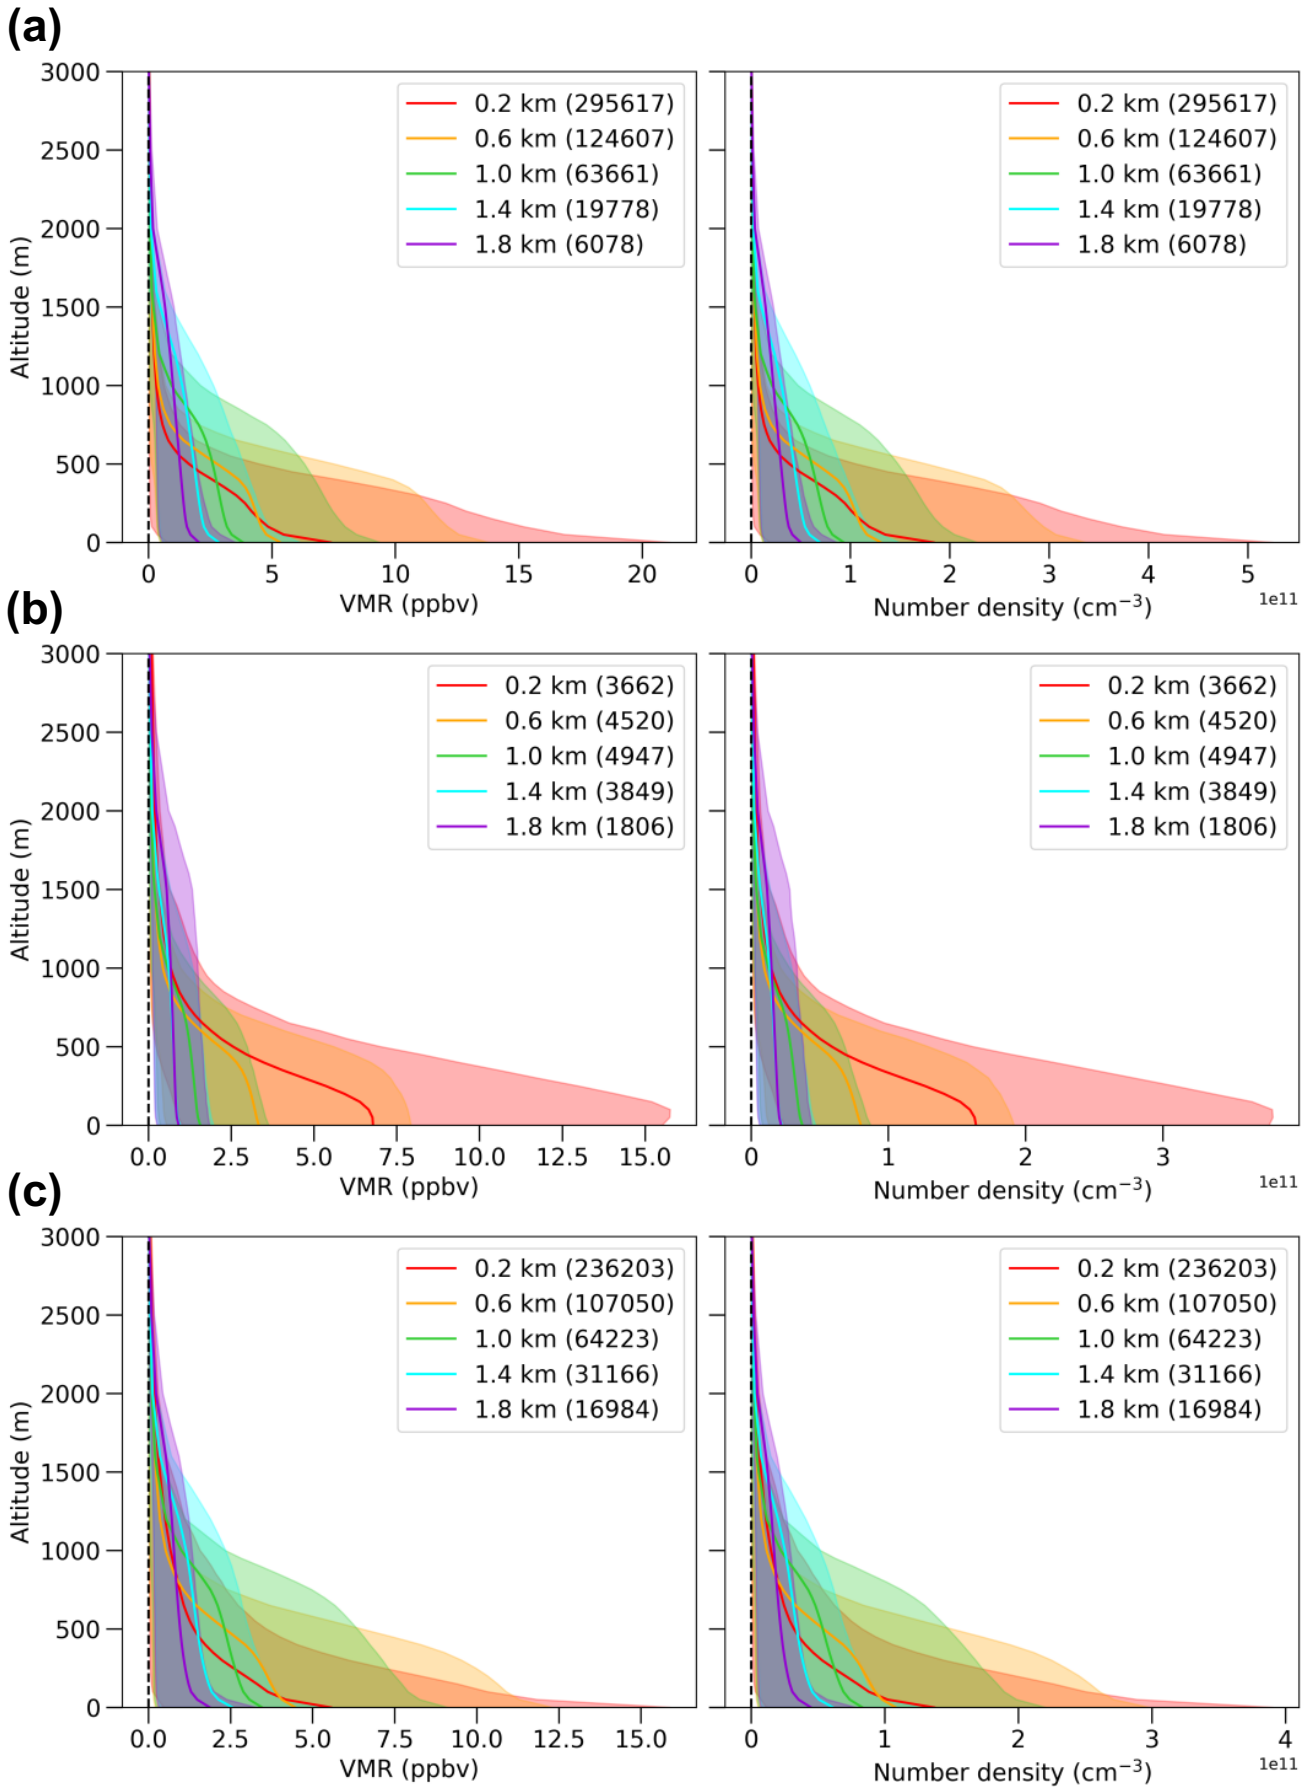 (a)
3000
2500
2000
1500
1000
500
0
Altitude (m)
0.2 km (295617)
0.6 km (124607)
1.0 km (63661)
1.4 km (19778)
1.8 km (6078)
0 5 10 15 20
VMR (ppbv)
0.2 km (295617)
0.6 km (124607)
1.0 km (63661)
1.4 km (19778)
1.8 km (6078)
0 1 2 3 4 5
1e11
Number density (cm⁻³)
(b)
3000
2500
2000
1500
1000
500
0
Altitude (m)
0.2 km (3662)
0.6 km (4520)
1.0 km (4947)
1.4 km (3849)
1.8 km (1806)
0.0 2.5 5.0 7.5 10.0 12.5 15.0
VMR (ppbv)
0.2 km (3662)
0.6 km (4520)
1.0 km (4947)
1.4 km (3849)
1.8 km (1806)
0 1 2 3
1e11
Number density (cm⁻³)
(c)
3000
2500
2000
1500
1000
500
0
Altitude (m)
0.2 km (236203)
0.6 km (107050)
1.0 km (64223)
1.4 km (31166)
1.8 km (16984)
0.0 2.5 5.0 7.5 10.0 12.5 15.0
VMR (ppbv)
0.2 km (236203)
0.6 km (107050)
1.0 km (64223)
1.4 km (31166)
1.8 km (16984)
0 1 2 3 4
1e11
Number density (cm⁻³)